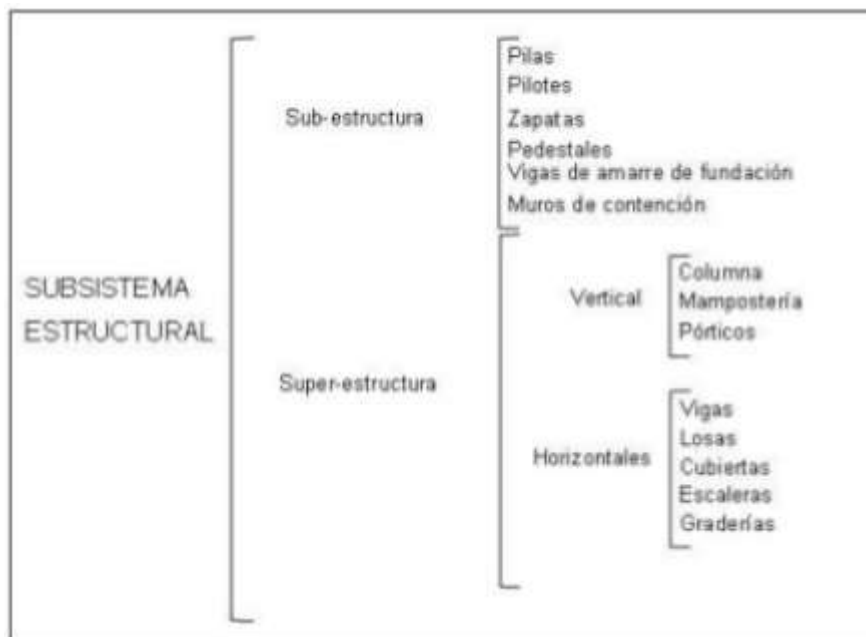 SUBSISTEMA
ESTRUCTURAL
Sub-estructura
Pilas
Pilotes
Zapatas
Pedestales
Vigas de amarre de fundación
Muros de contención
Super-estructura
Vertical
Columna
Mampostería
Pórticos
Horizontales
Vigas
Losas
Cubiertas
Escaleras
Graderías